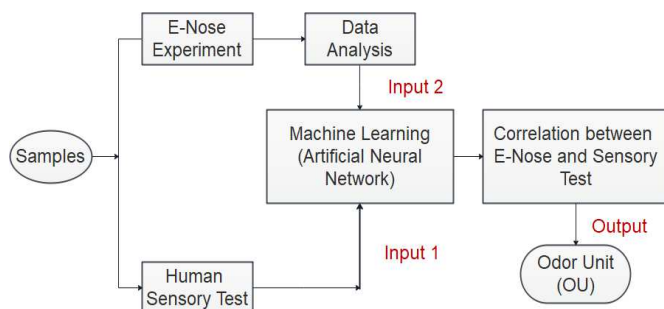 E-Nose
Experiment
Data
Analysis
Input 2
Samples
Machine Learning
(Artificial Neural
Network)
Correlation between
E-Nose and Sensory
Test
Input 1
Output
Human
Sensory Test
Odor Unit
(OU)